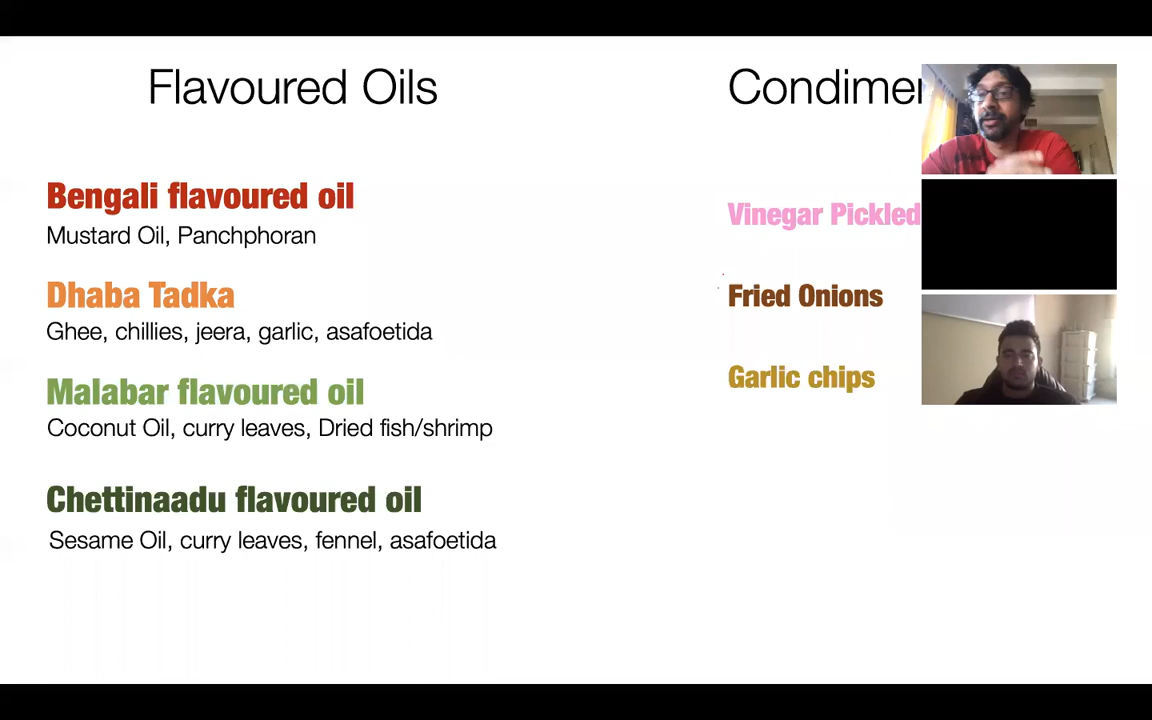 Flavoured Oils
Bengali flavoured oil
Mustard Oil, Panchphoran
Dhaba Tadka
Ghee, chillies, jeera, garlic, asafoetida
Malabar flavoured oil
Coconut Oil, curry leaves, Dried fish/shrimp
Chettinaadu flavoured oil
Sesame Oil, curry leaves, fennel, asafoetida
Vinegar Pickled
Fried Onions
Garlic chips